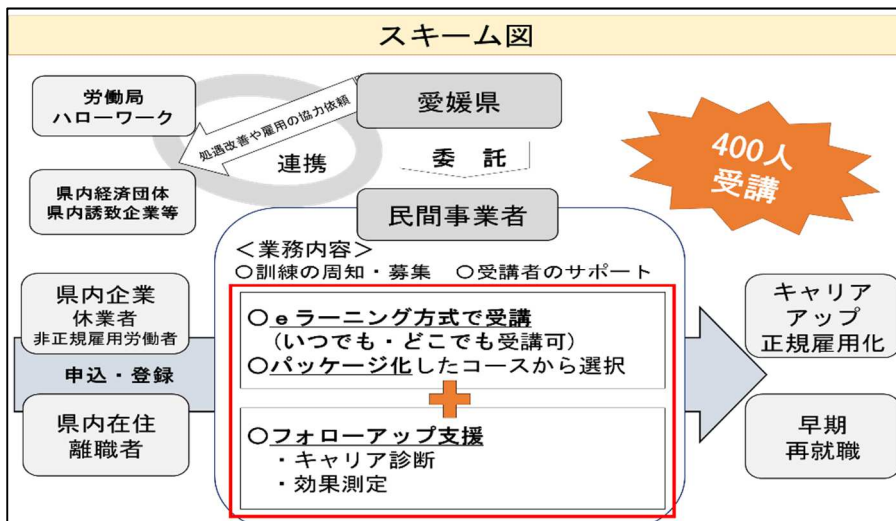 スキーム図
労働局
ハローワーク
処遇改善や雇用の協力依頼
愛媛県
連携
委託
400人
受講
県内経済団体
県内誘致企業等
民間事業者
<業務内容>
○訓練の周知・募集 ○受講者のサポート
県内企業
休業者
非正規雇用労働者
申込・登録
県内在住
離職者
○eラーニング方式で受講
(いつでも・どこでも受講可)
○パッケージ化したコースから選択
○フォローアップ支援
・キャリア診断
・効果測定
キャリア
アップ
正規雇用化
早期
再就職